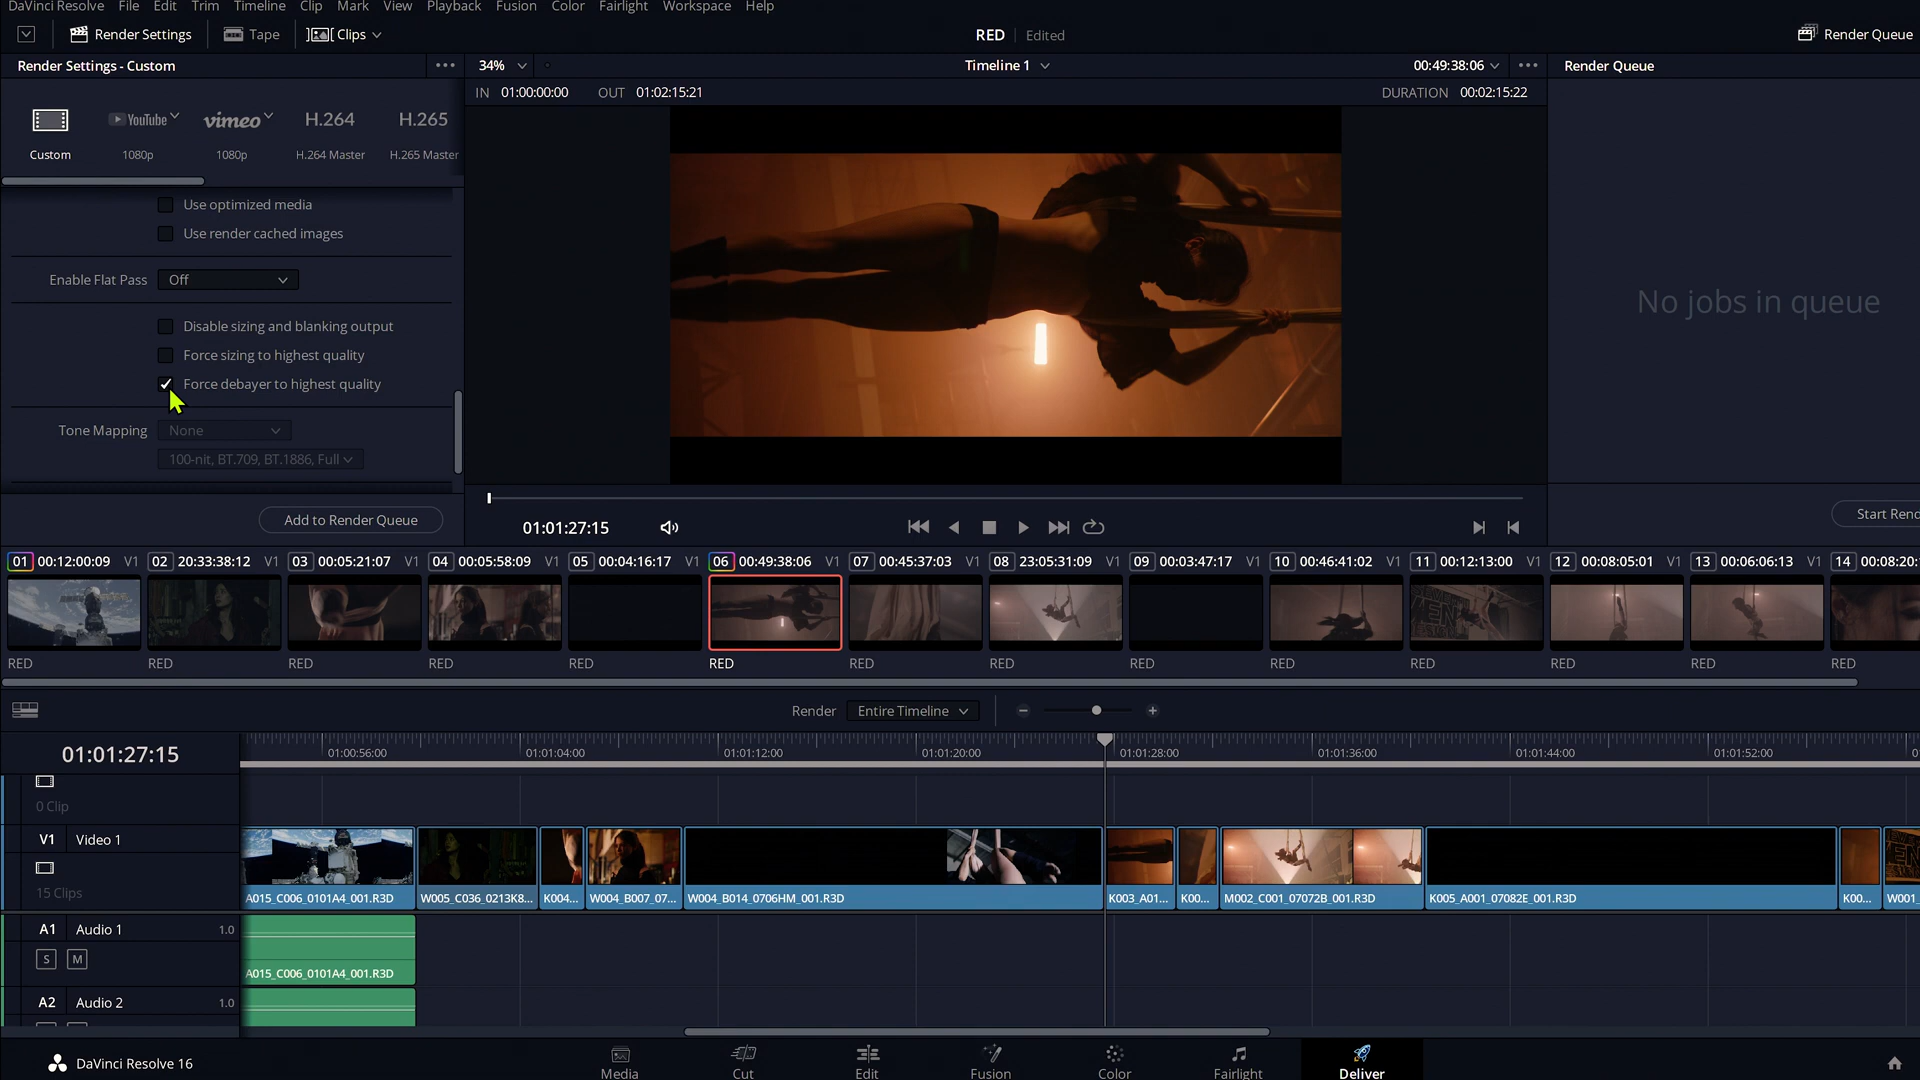 DaVinci Resolve File Edit Trim Timeline Clip Mark View Playback Fusion Color Fairlight Workspace Help
Render Settings Tape Clips RED Edited Render Queue
Render Settings - Custom 34% Timeline 1 00:49:38:06 Render Queue
IN 01:00:00:00 OUT 01:02:15:21 DURATION 00:02:15:22
YouTube vimeo H.264 H.265
Custom 1080p 1080p H.264 Master H.265 Master
Use optimized media
Use render cached images
Enable Flat Pass Off
No jobs in queue
Disable sizing and blanking output
Force sizing to highest quality
Force debayer to highest quality
Tone Mapping None
100-nit, BT.709, BT.1886, Full
Add to Render Queue
01:01:27:15
Start Rend
01 00:12:00:09 V1 02 20:33:38:12 V1 03 00:05:21:07 V1 04 00:05:58:09 V1 05 00:04:16:17 V1 06 00:49:38:06 V1 07 00:45:37:03 V1 08 23:05:31:09 V1 09 00:03:47:17 V1 10 00:46:41:02 V1 11 00:12:13:00 V1 12 00:08:05:01 V1 13 00:06:06:13 V1 14 00:08:20:
RED RED RED RED RED RED RED RED RED RED RED RED RED RED
Render Entire Timeline
01:01:27:15
01:00:56:00 01:01:04:00 01:01:12:00 01:01:20:00 01:01:28:00 01:01:36:00 01:01:44:00 01:01:52:00
0 Clip
V1 Video 1
15 Clips
A015_C006_0101A4_001.R3D W005_C036_0213K8... K004... W004_B007_07... W004_B014_0706HM_001.R3D K003_A01... K00... M002_C001_07072B_001.R3D K005_A001_07082E_001.R3D K00... W001_
A1 Audio 1 1.0
S M
A015_C006_0101A4_001.R3D
A2 Audio 2 1.0
DaVinci Resolve 16
Media Cut Edit Fusion Color Fairlight Deliver